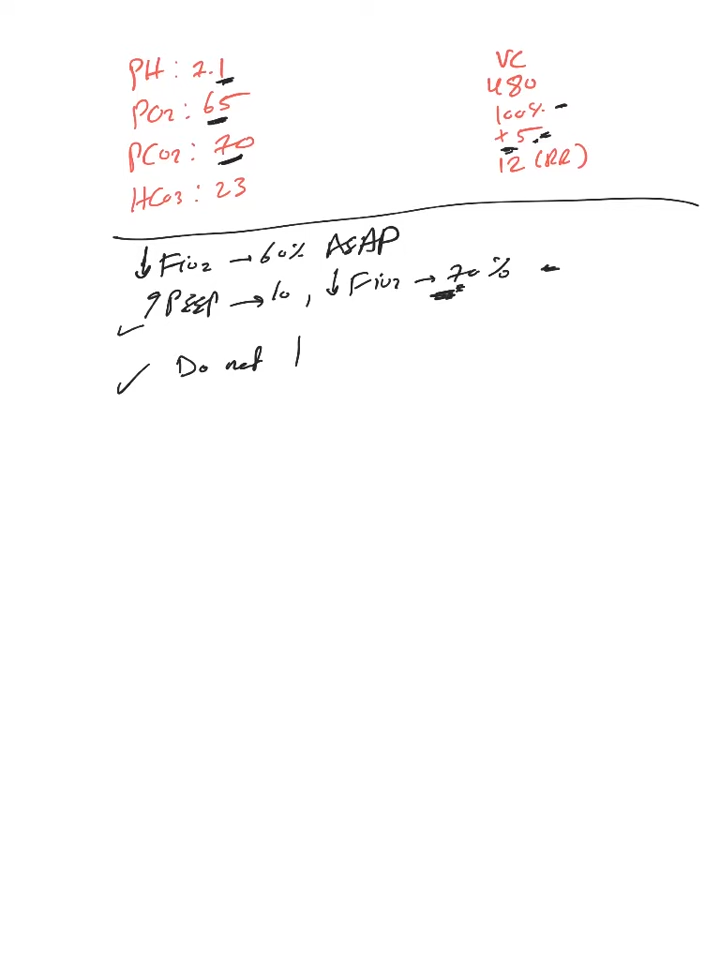 PH : 7.1
PO2 : 65
PCO2 : 70
HCO3 : 23
VC
480
100%
+5
12 (RR)
↓ FiO2 → 60% ASAP
↑ PEEP → 10, ↓ FiO2 → 70%
✓ Do not